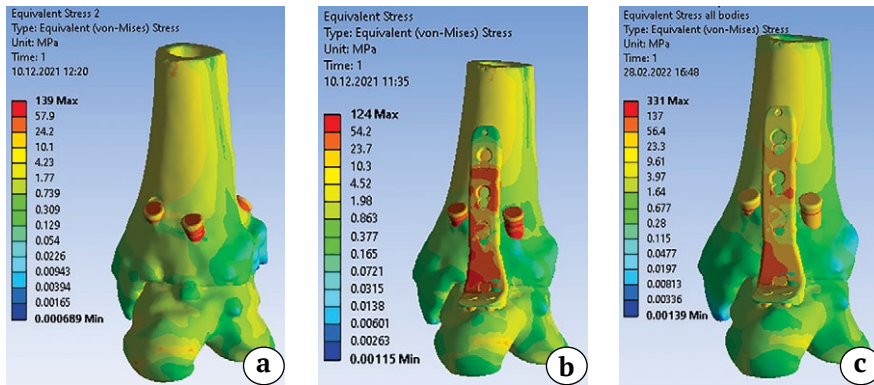 Equivalent Stress 2
Type: Equivalent (von-Mises) Stress
Unit: MPa
Time: 1
10.12.2021 12:20
139 Max
57.9
24.2
10.1
4.23
1.77
0.739
0.309
0.129
0.054
0.0226
0.00943
0.00394
0.00165
0.000689 Min
a
Equivalent Stress
Type: Equivalent (von-Mises) Stress
Unit: MPa
Time: 1
10.12.2021 11:35
124 Max
54.2
23.7
10.3
4.52
1.98
0.863
0.377
0.165
0.0721
0.0315
0.0138
0.00601
0.00263
0.00115 Min
b
Equivalent Stress all bodies
Type: Equivalent (von-Mises) Stress
Unit: MPa
Time: 1
28.02.2022 16:48
331 Max
137
56.4
23.3
9.61
3.97
1.64
0.677
0.28
0.115
0.0477
0.0197
0.00813
0.00336
0.00139 Min
c